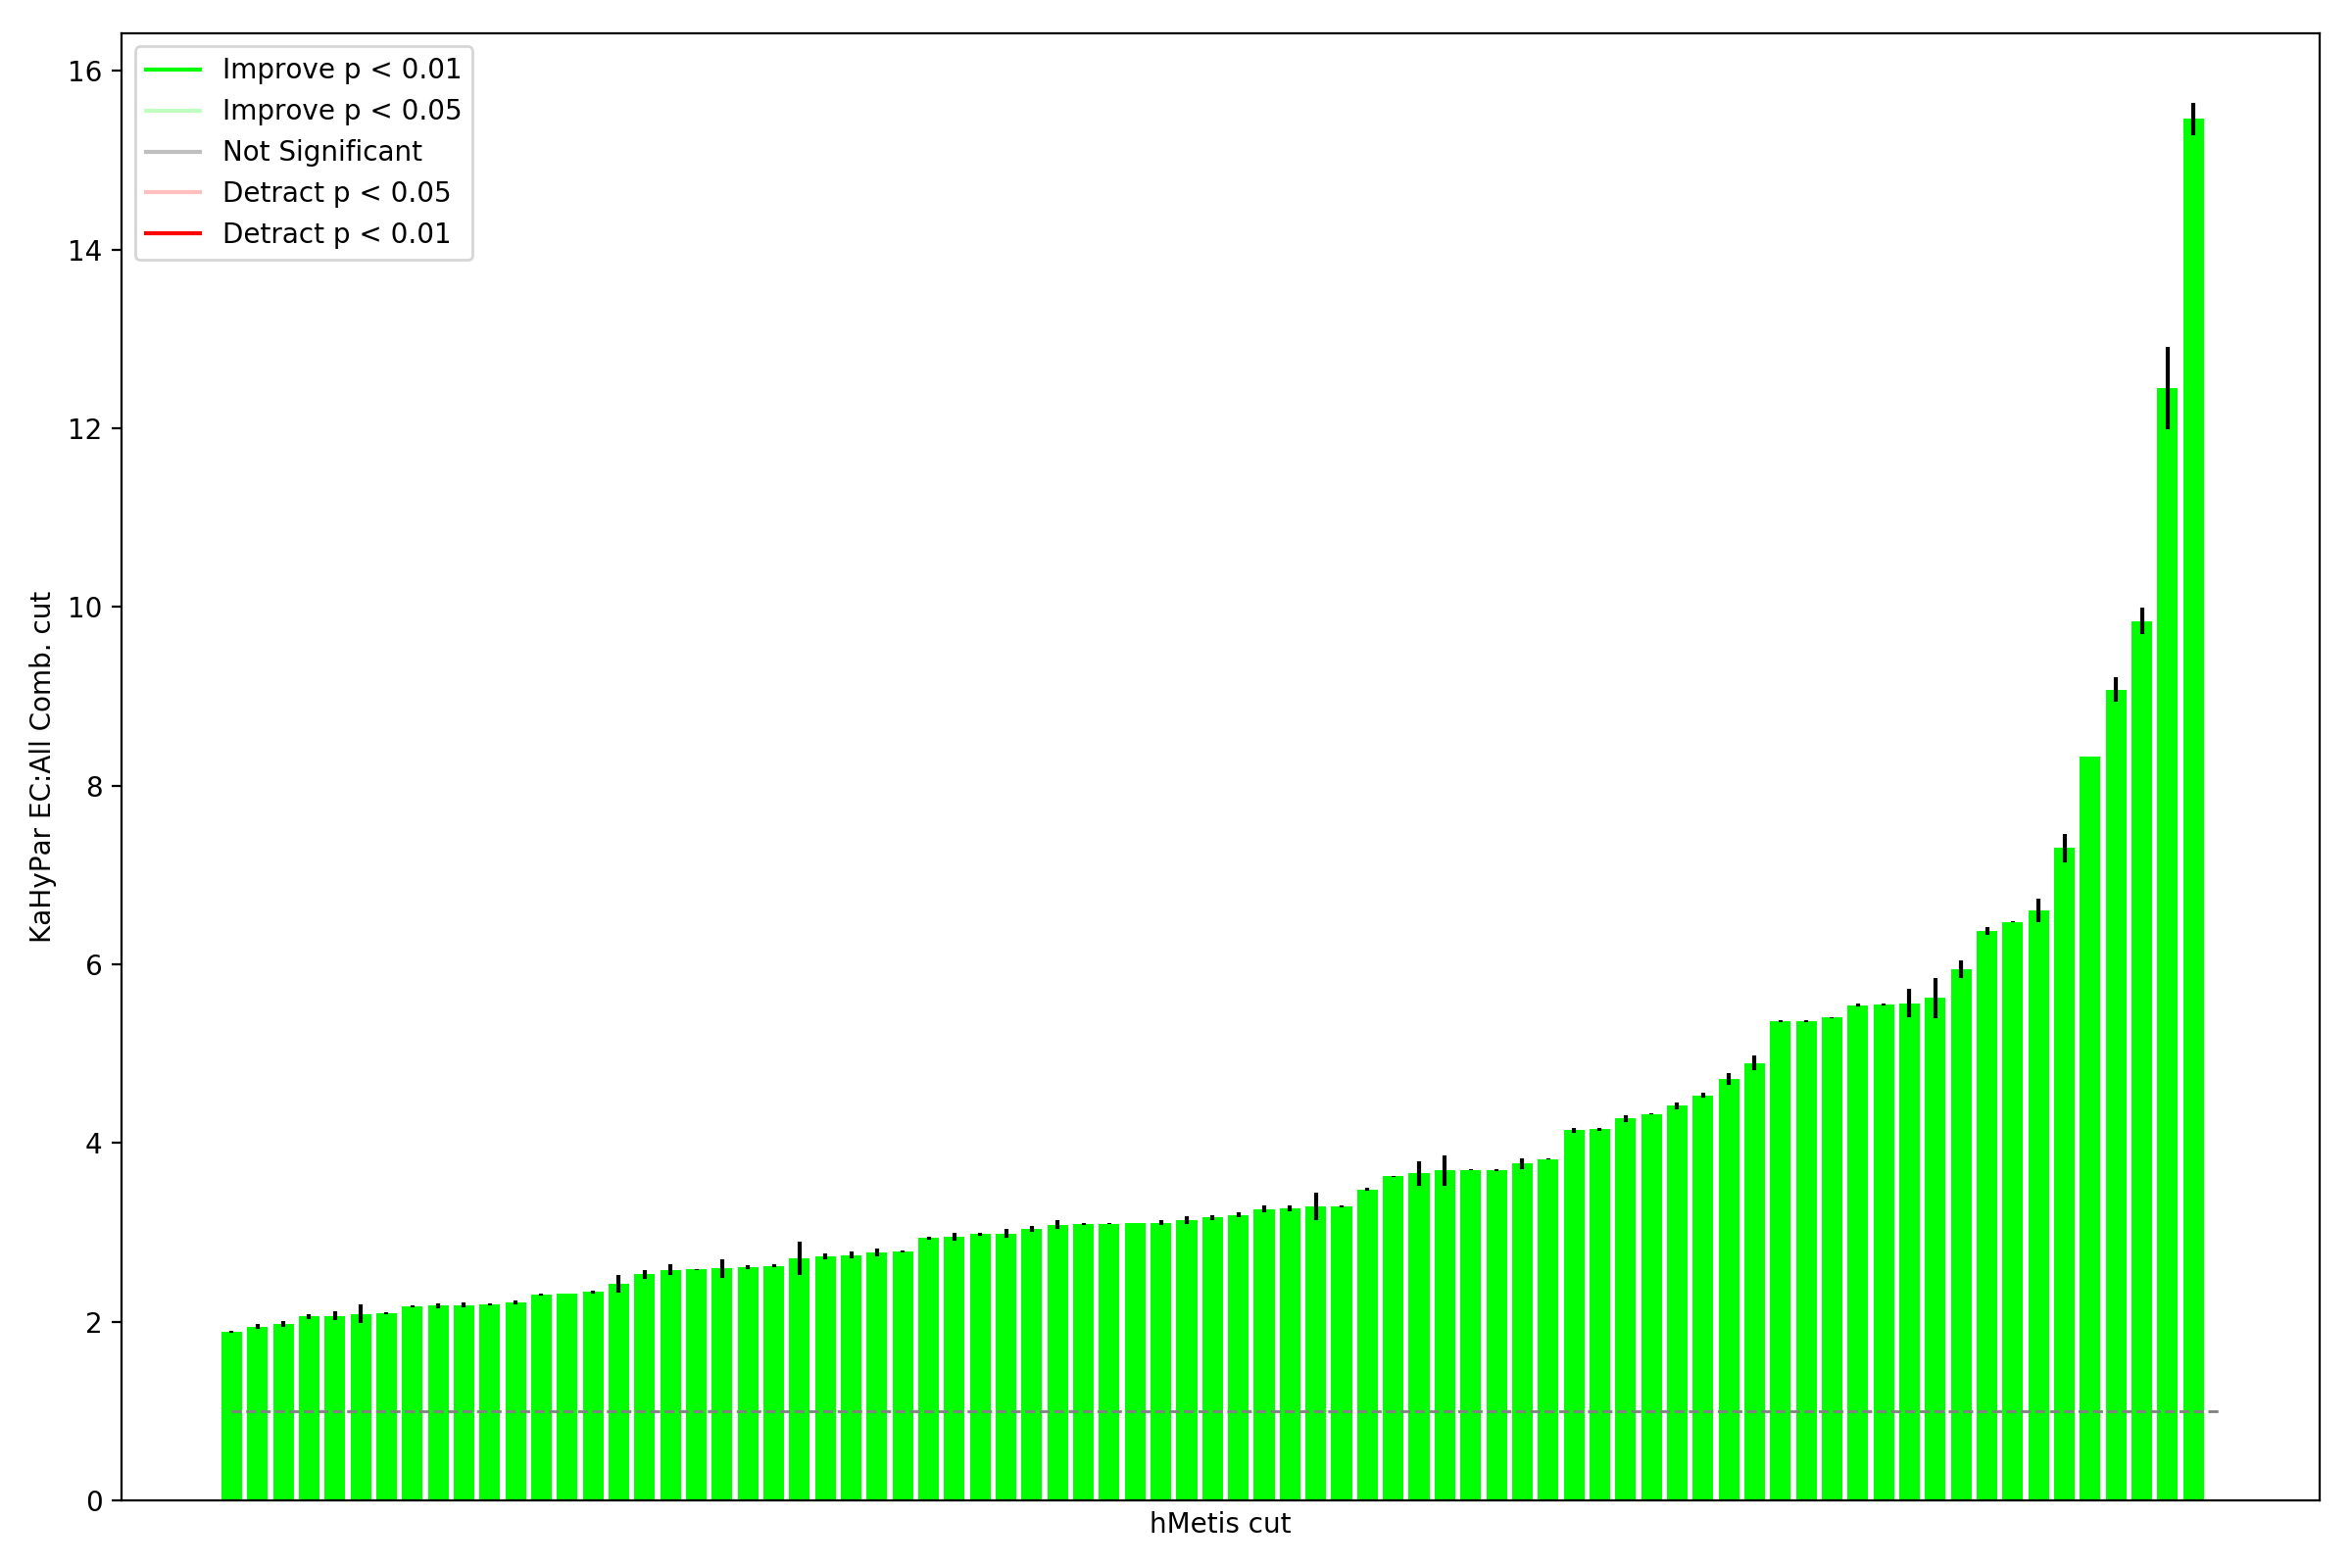 16
14
12
10
8
6
4
2
0
KaHyPar EC:All Comb. cut
Improve p < 0.01
Improve p < 0.05
Not Significant
Detract p < 0.05
Detract p < 0.01
hMetis cut